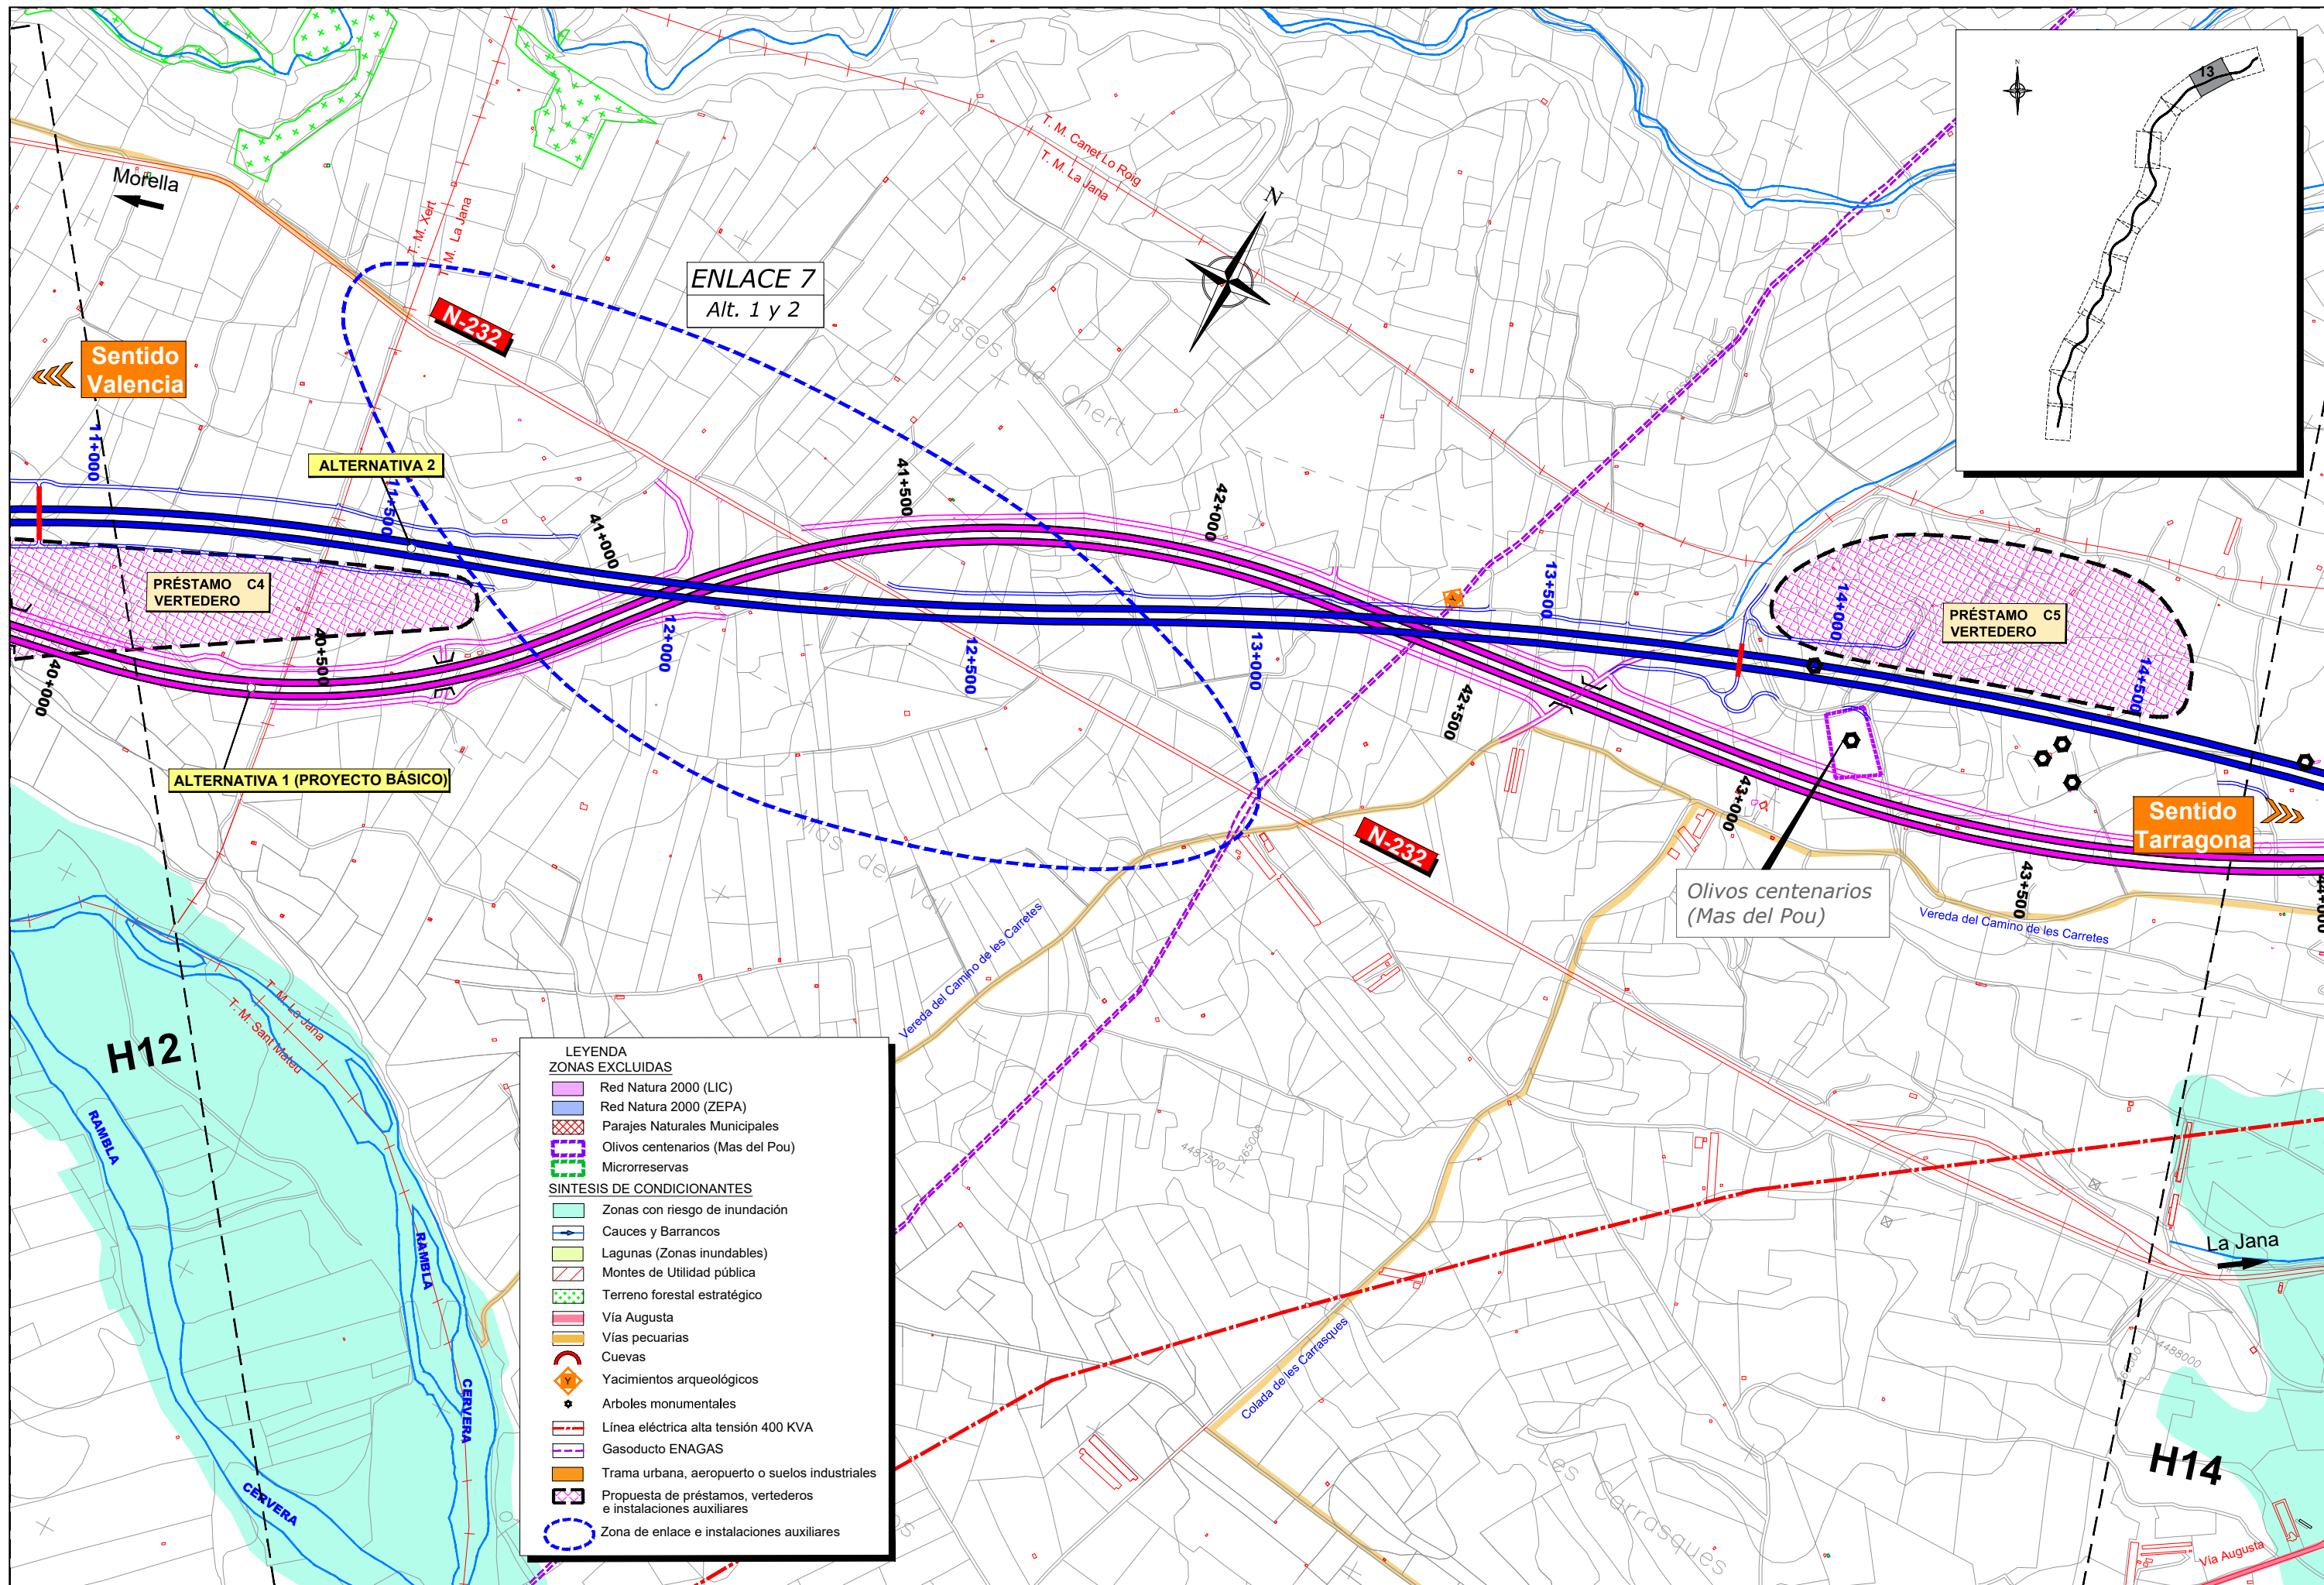 13
N
T. M. Canet Lo Roig
T. M. La Jana
Morella
T. M. Xert
T. M. La Jana
N
ENLACE 7
Alt. 1 y 2
N-232
Basses de Chert
Sentido
Valencia
11+000
ALTERNATIVA 2
11+500
41+000
41+500
42+000
PRÉSTAMO C4
VERTEDERO
40+000
40+500
12+000
12+500
13+000
13+500
14+000
14+500
Y
42+500
PRÉSTAMO C5
VERTEDERO
ALTERNATIVA 1 (PROYECTO BÁSICO)
43+000
43+500
44+000
Sentido
Tarragona
Mas de Vall
N-232
Olivos centenarios
(Mas del Pou)
Vereda del Camino de les Carretes
Vereda del Camino de les Carretes
T. M. La Jana
T. M. Sant Mateu
H12
RAMBLA
RAMBLA
CERVERA
CERVERA
4487500
265000
La Jana
4488000
Colada de les Carrasques
es Carrasques
H14
Vía Augusta
LEYENDA
ZONAS EXCLUIDAS
Red Natura 2000 (LIC)
Red Natura 2000 (ZEPA)
Parajes Naturales Municipales
Olivos centenarios (Mas del Pou)
Microrreservas
SINTESIS DE CONDICIONANTES
Zonas con riesgo de inundación
Cauces y Barrancos
Lagunas (Zonas inundables)
Montes de Utilidad pública
Terreno forestal estratégico
Vía Augusta
Vías pecuarias
Cuevas
Y
Yacimientos arqueológicos
Arboles monumentales
Línea eléctrica alta tensión 400 KVA
Gasoducto ENAGAS
Trama urbana, aeropuerto o suelos industriales
Propuesta de préstamos, vertederos
e instalaciones auxiliares
Zona de enlace e instalaciones auxiliares